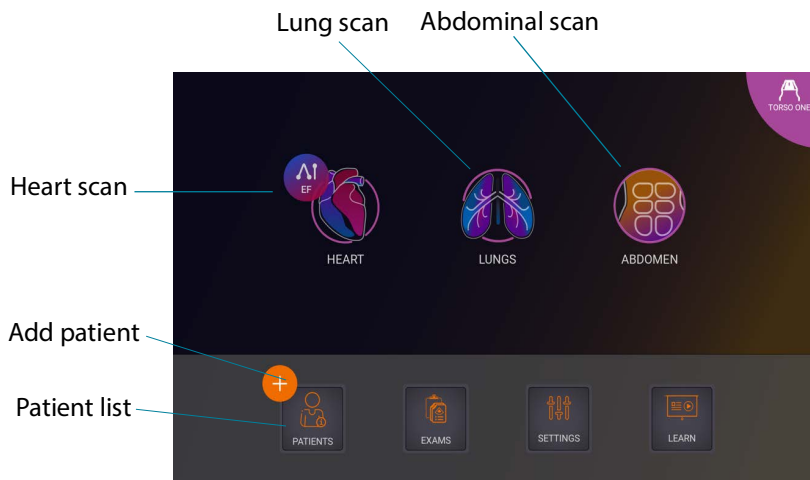 Lung scan
Abdominal scan
TORSO ONE
Heart scan
AI
EF
HEART
LUNGS
ABDOMEN
Add patient
+
Patient list
PATIENTS
EXAMS
SETTINGS
LEARN